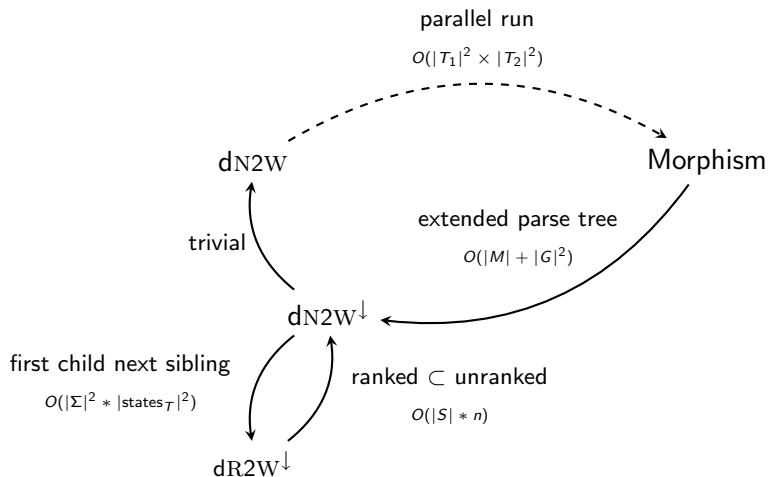 parallel run
O(|T₁|² × |T₂|²)
dN2W
Morphism
extended parse tree
O(|M| + |G|²)
trivial
dN2W↓
first child next sibling
O(|Σ|² * |states_T|²)
ranked ⊂ unranked
O(|S| * n)
dR2W↓